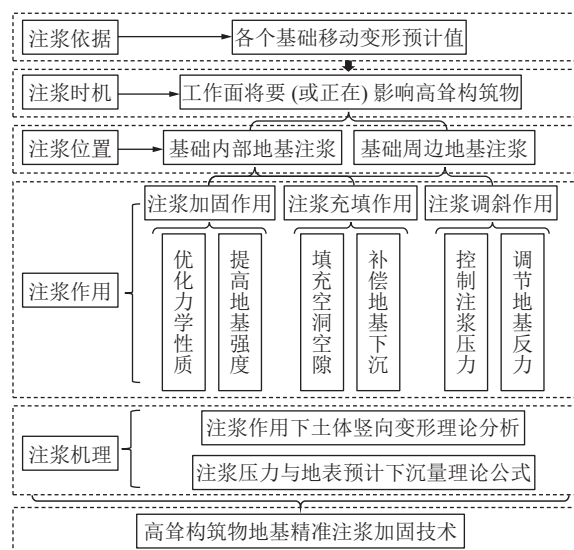 注浆依据
各个基础移动变形预计值
注浆时机
工作面将要 (或正在) 影响高耸构筑物
注浆位置
基础内部地基注浆
基础周边地基注浆
注浆作用
注浆加固作用
注浆充填作用
注浆调斜作用
优化力学性质
提高地基强度
填充空洞空隙
补偿地基下沉
控制注浆压力
调节地基反力
注浆机理
注浆作用下土体竖向变形理论分析
注浆压力与地表预计下沉量理论公式
高耸构筑物地基精准注浆加固技术